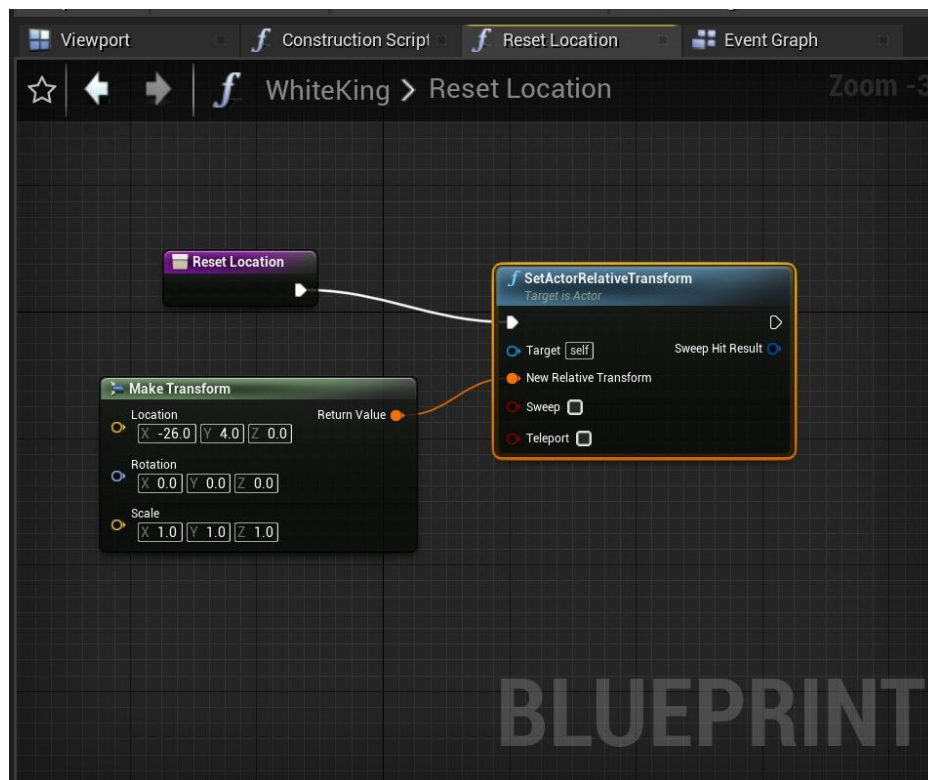 Viewport
Construction Script
Reset Location
Event Graph
WhiteKing > Reset Location
Zoom -3
Reset Location
SetActorRelativeTransform
Target is Actor
Target self
Sweep Hit Result
New Relative Transform
Sweep
Teleport
Make Transform
Location
Return Value
X -26.0 Y 4.0 Z 0.0
Rotation
X 0.0 Y 0.0 Z 0.0
Scale
X 1.0 Y 1.0 Z 1.0
BLUEPRINT